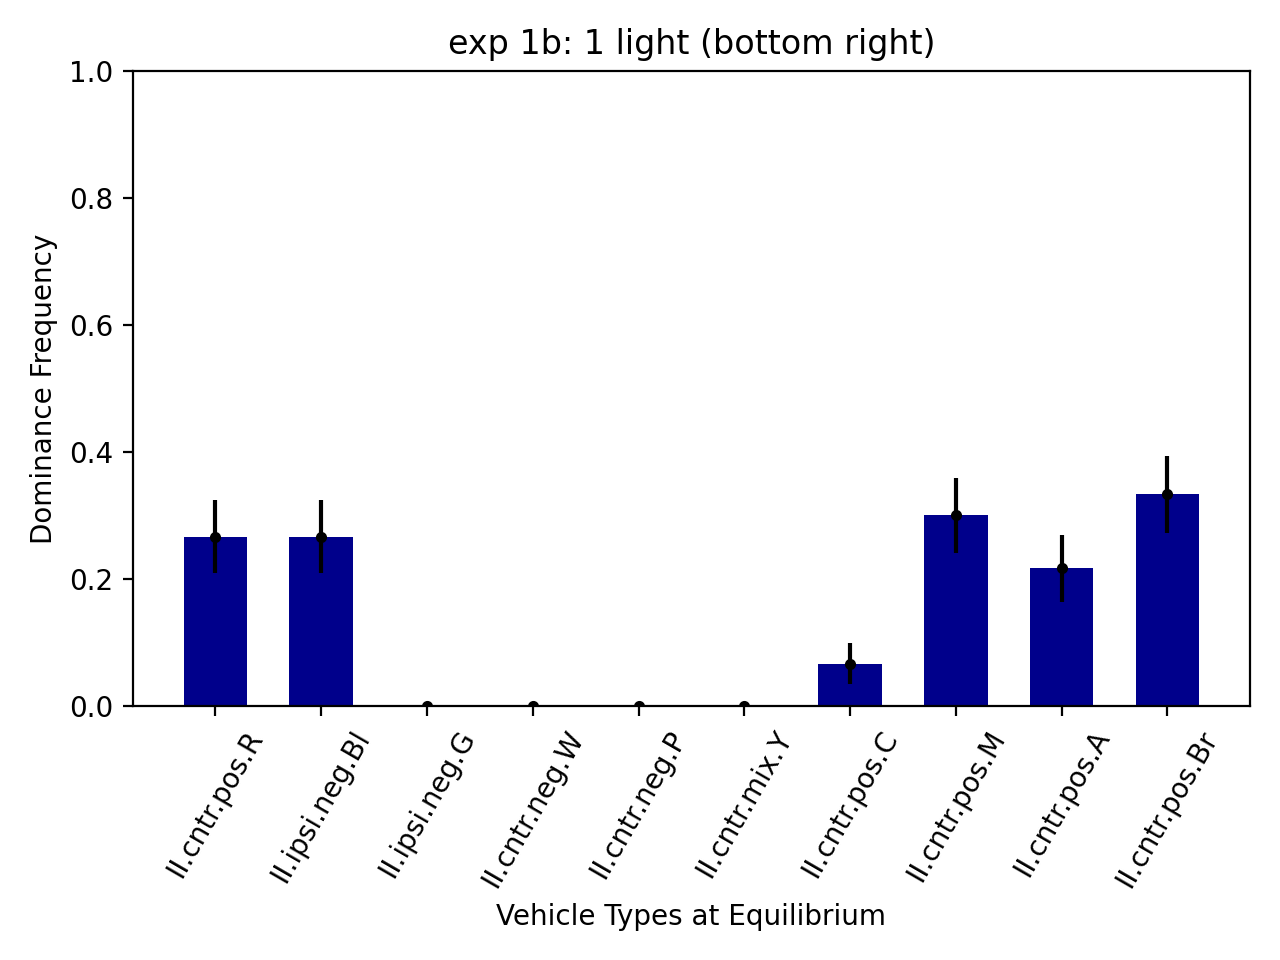 exp 1b: 1 light (bottom right)
Dominance Frequency
1.0
0.8
0.6
0.4
0.2
0.0
II.cntr.pos.R
II.ipsi.neg.Bl
II.ipsi.neg.G
II.cntr.neg.W
II.cntr.neg.P
II.cntr.mix.Y
II.cntr.pos.C
II.cntr.pos.M
II.cntr.pos.A
II.cntr.pos.Br
Vehicle Types at Equilibrium